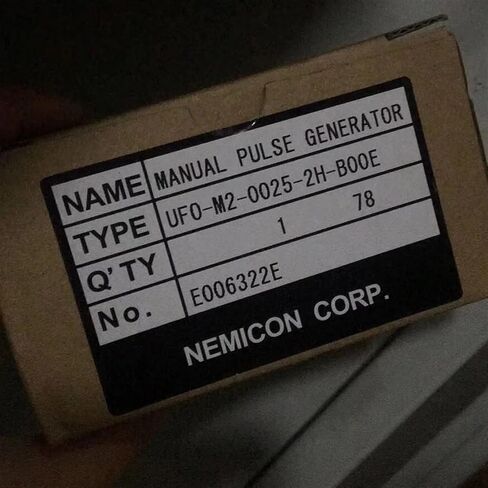 NAME MANUAL PULSE GENERATOR
TYPE UFO-M2-0025-2H-B00E
Q'TY 1 78
No. E006322E
NEMICON CORP.